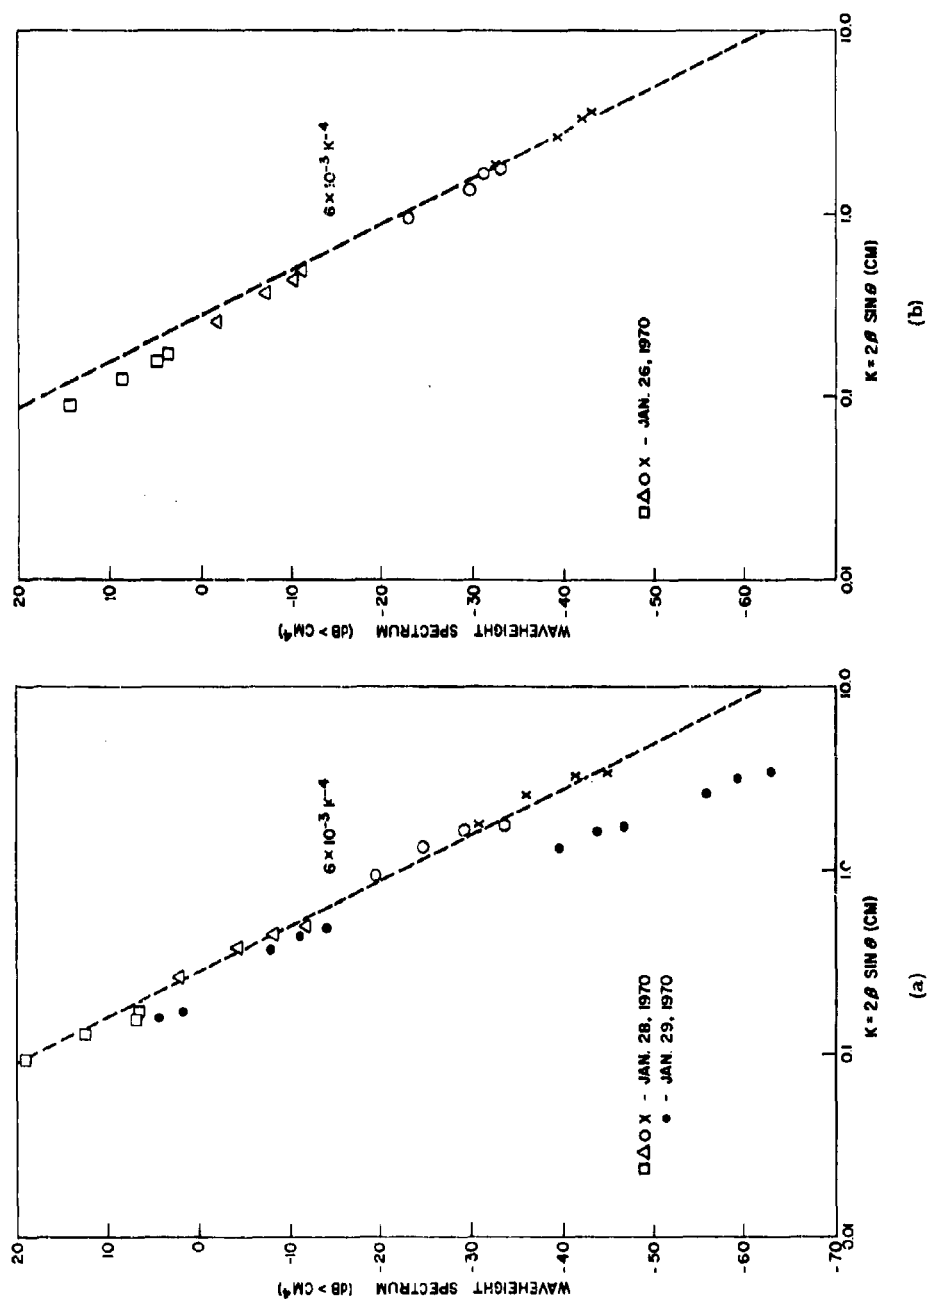 20
10
0
-10
-20
-30
-40
-50
-60
-70
WAVEHEIGHT SPECTRUM (dB > CM⁴)
0.01
0.1
1.0
10.0
K = 2β SIN θ (CM)
6 × 10⁻³ K⁻⁴
□△O X - JAN. 28, 1970
● - JAN. 29, 1970
(a)
20
10
0
-10
-20
-30
-40
-50
-60
-70
WAVEHEIGHT SPECTRUM (dB > CM⁴)
0.01
0.1
1.0
10.0
K = 2β SIN θ (CM)
6 × 10⁻³ K⁻⁴
□△O X - JAN. 26, 1970
(b)